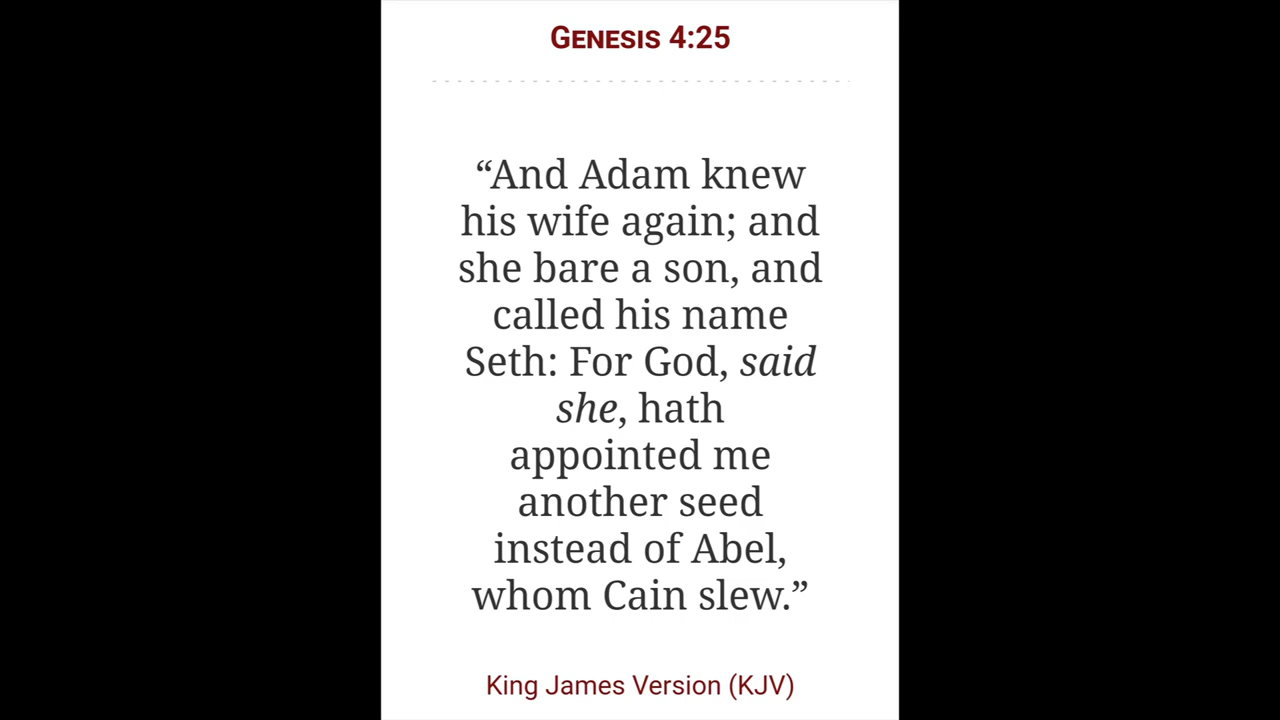 GENESIS 4:25
“And Adam knew
his wife again; and
she bare a son, and
called his name
Seth: For God, said
she, hath
appointed me
another seed
instead of Abel,
whom Cain slew.”
King James Version (KJV)